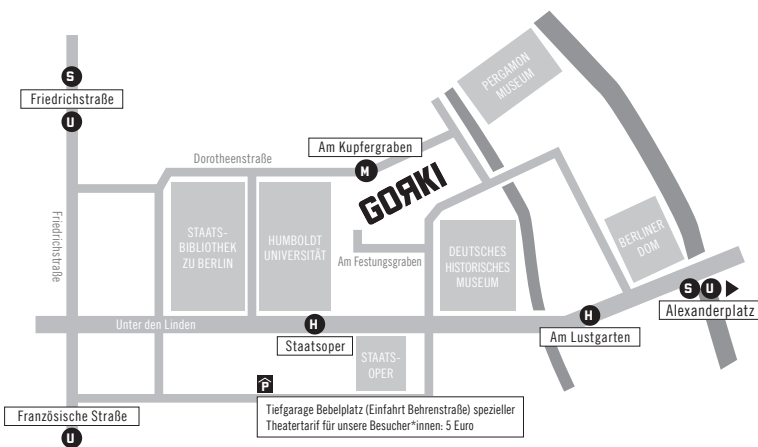 S
Friedrichstraße
U
Friedrichstraße
Dorotheenstraße
Am Kupfergraben
M
GORKI
PERGAMON
MUSEUM
STAATS-
BIBLIOTHEK
ZU BERLIN
HUMBOLDT
UNIVERSITÄT
Am Festungsgraben
DEUTSCHES
HISTORISCHES
MUSEUM
BERLINER
DOM
S U
Alexanderplatz
Unter den Linden
H
Staatsoper
H
Am Lustgarten
STAATS-
OPER
P
Tiefgarage Bebelplatz (Einfahrt Behrenstraße) spezieller
Theatertarif für unsere Besucher*innen: 5 Euro
Französische Straße
U